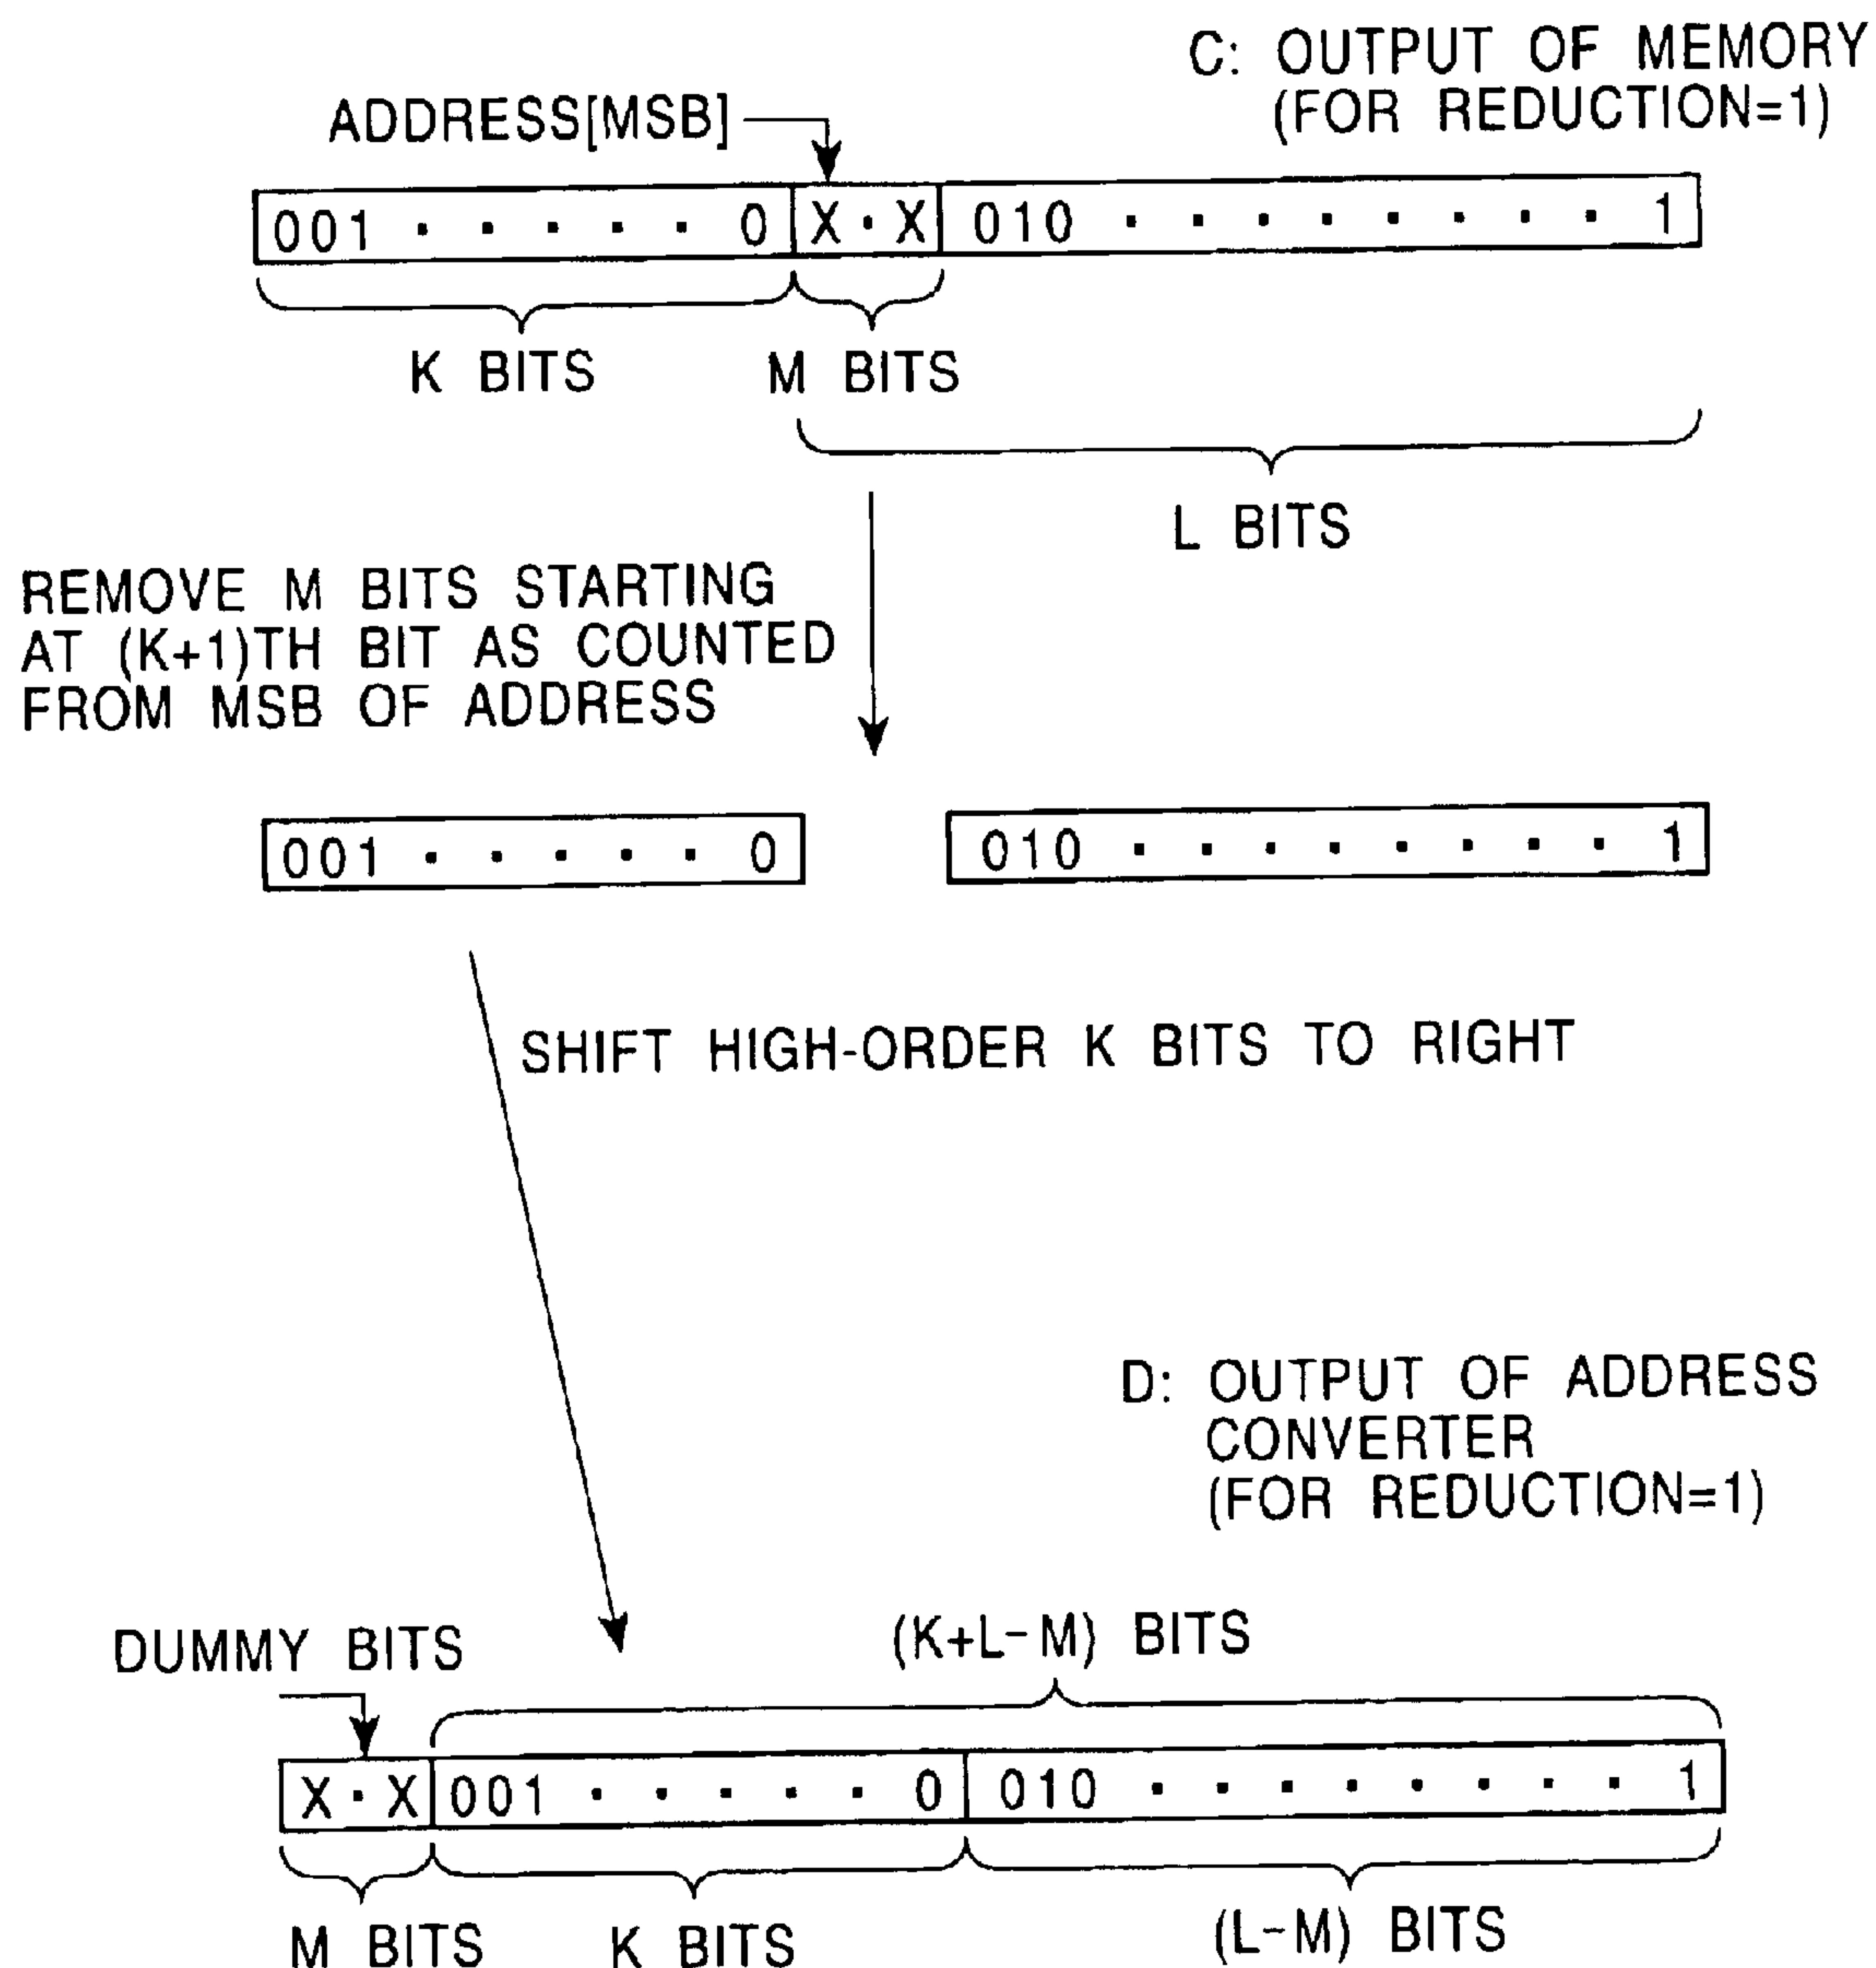 C: OUTPUT OF MEMORY
(FOR REDUCTION=1)
ADDRESS[MSB]
001 · · · · · 0 X · X 010 · · · · · · · · 1
K BITS M BITS
L BITS
REMOVE M BITS STARTING
AT (K+1)TH BIT AS COUNTED
FROM MSB OF ADDRESS
001 · · · · · 0 010 · · · · · · · · 1
SHIFT HIGH-ORDER K BITS TO RIGHT
D: OUTPUT OF ADDRESS
CONVERTER
(FOR REDUCTION=1)
DUMMY BITS
(K+L-M) BITS
X · X 001 · · · · · 0 010 · · · · · · · · 1
M BITS K BITS (L-M) BITS